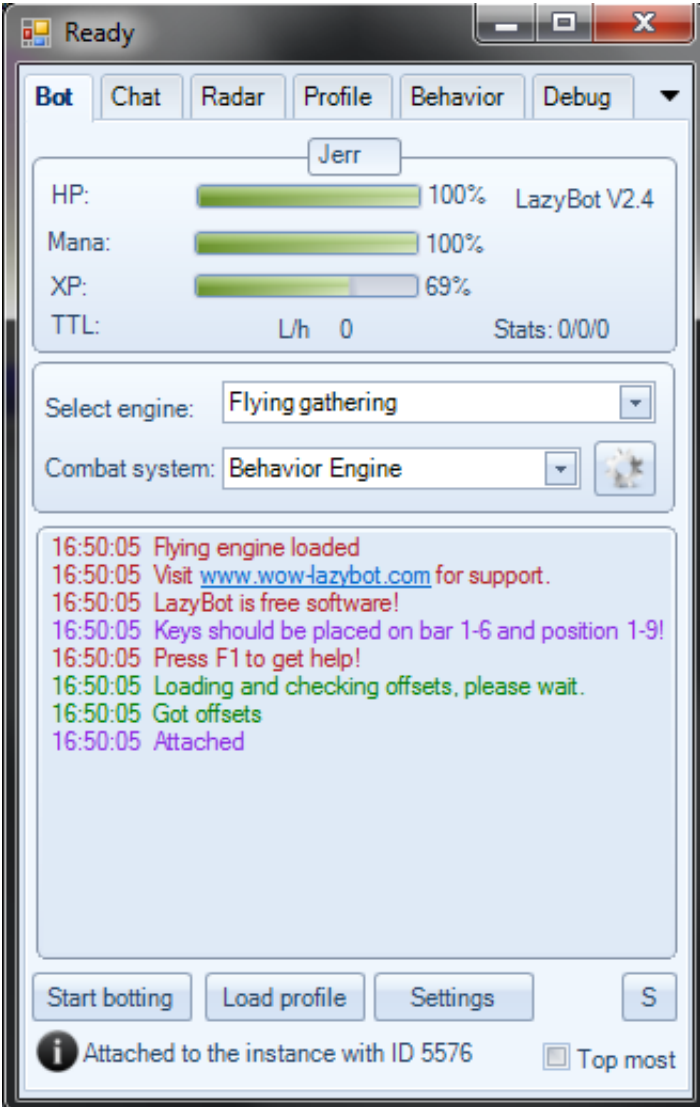 Ready
Bot Chat Radar Profile Behavior Debug
Jerr
HP: 100% LazyBot V2.4
Mana: 100%
XP: 69%
TTL: L/h 0 Stats: 0/0/0
Select engine: Flying gathering
Combat system: Behavior Engine
16:50:05 Flying engine loaded
16:50:05 Visit www.wow-lazybot.com for support.
16:50:05 LazyBot is free software!
16:50:05 Keys should be placed on bar 1-6 and position 1-9!
16:50:05 Press F1 to get help!
16:50:05 Loading and checking offsets, please wait.
16:50:05 Got offsets
16:50:05 Attached
Start botting Load profile Settings S
i Attached to the instance with ID 5576 Top most